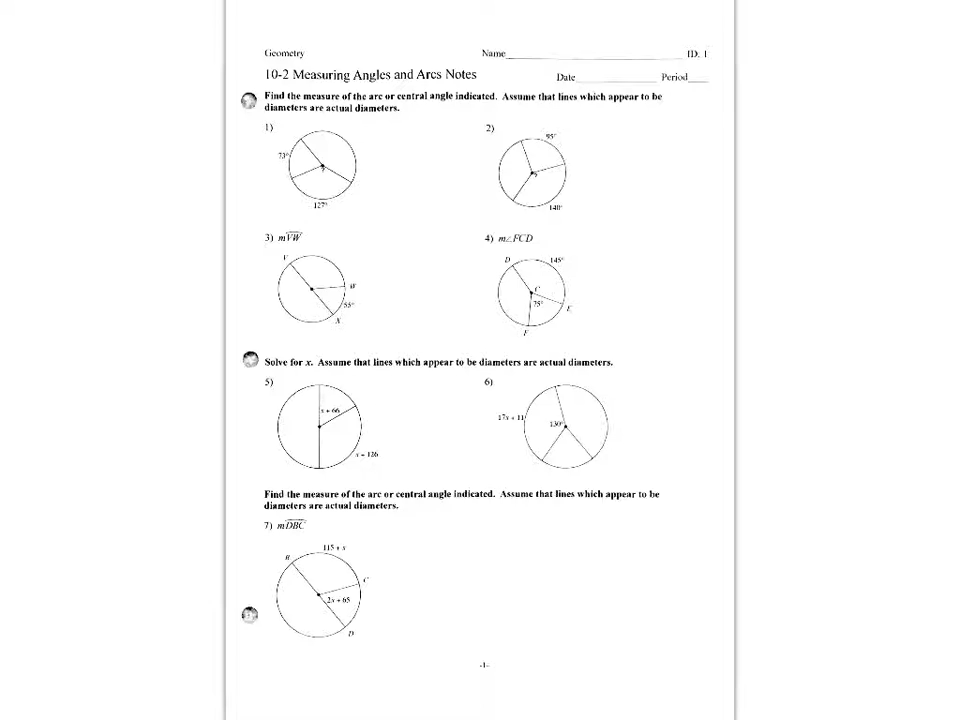 Geometry
Name ID: 1
10-2 Measuring Angles and Arcs Notes
Date Period
Find the measure of the arc or central angle indicated. Assume that lines which appear to be
diameters are actual diameters.
1)
73°
?
127°
2)
95°
?
140°
3) mVW
V
W
55°
X
4) m∠FCD
D
145°
C
75°
E
F
Solve for x. Assume that lines which appear to be diameters are actual diameters.
5)
x + 66
x + 126
6)
17x + 11
130°
Find the measure of the arc or central angle indicated. Assume that lines which appear to be
diameters are actual diameters.
7) mDBC
115 + x
B
C
2x + 65
D
-1-